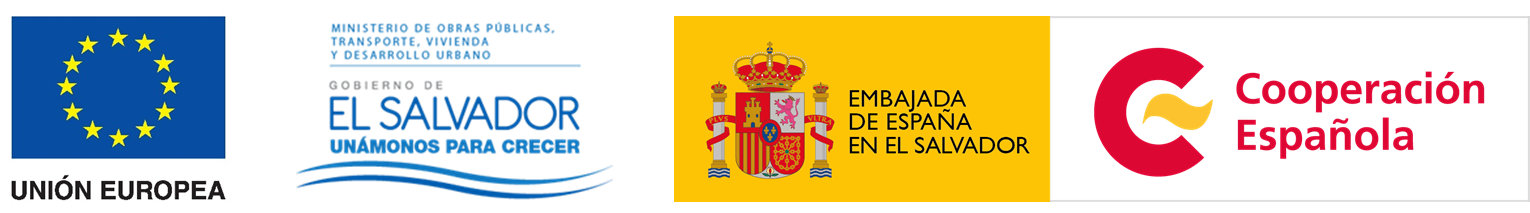 UNIÓN EUROPEA
MINISTERIO DE OBRAS PÚBLICAS,
TRANSPORTE, VIVIENDA
Y DESARROLLO URBANO
GOBIERNO DE
EL SALVADOR
UNÁMONOS PARA CRECER
PLVS VLTRA
EMBAJADA
DE ESPAÑA
EN EL SALVADOR
Cooperación
Española